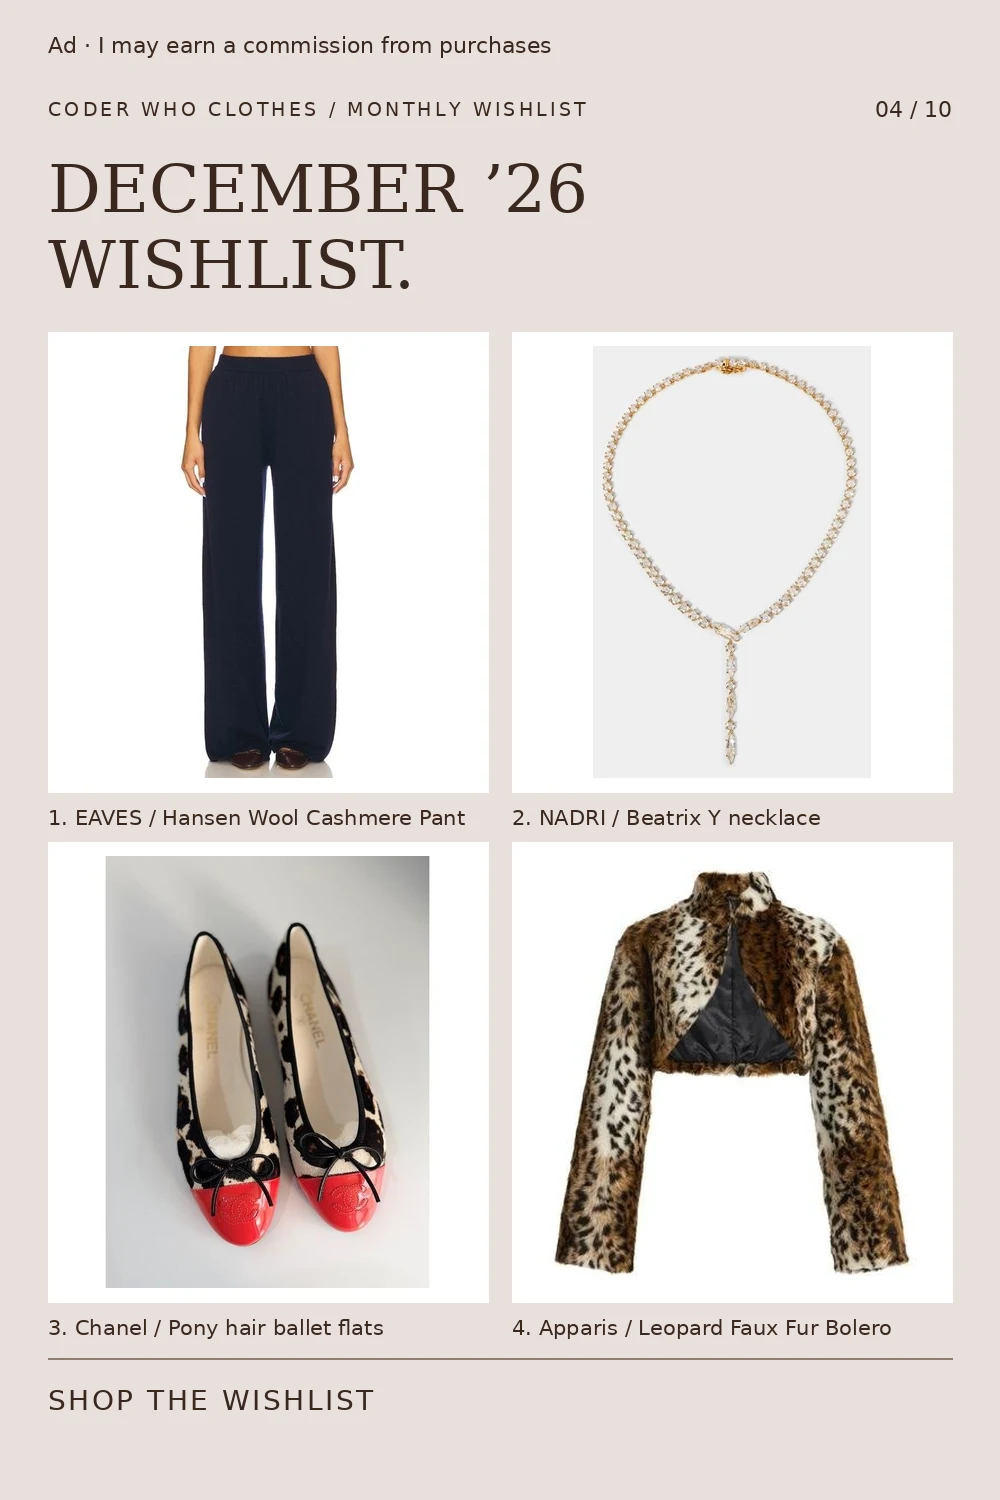 Ad · I may earn a commission from purchases
CODER WHO CLOTHES / MONTHLY WISHLIST
04 / 10
DECEMBER ’26
WISHLIST.
1. EAVES / Hansen Wool Cashmere Pant
2. NADRI / Beatrix Y necklace
CHANEL
CHANEL
3. Chanel / Pony hair ballet flats
4. Apparis / Leopard Faux Fur Bolero
SHOP THE WISHLIST